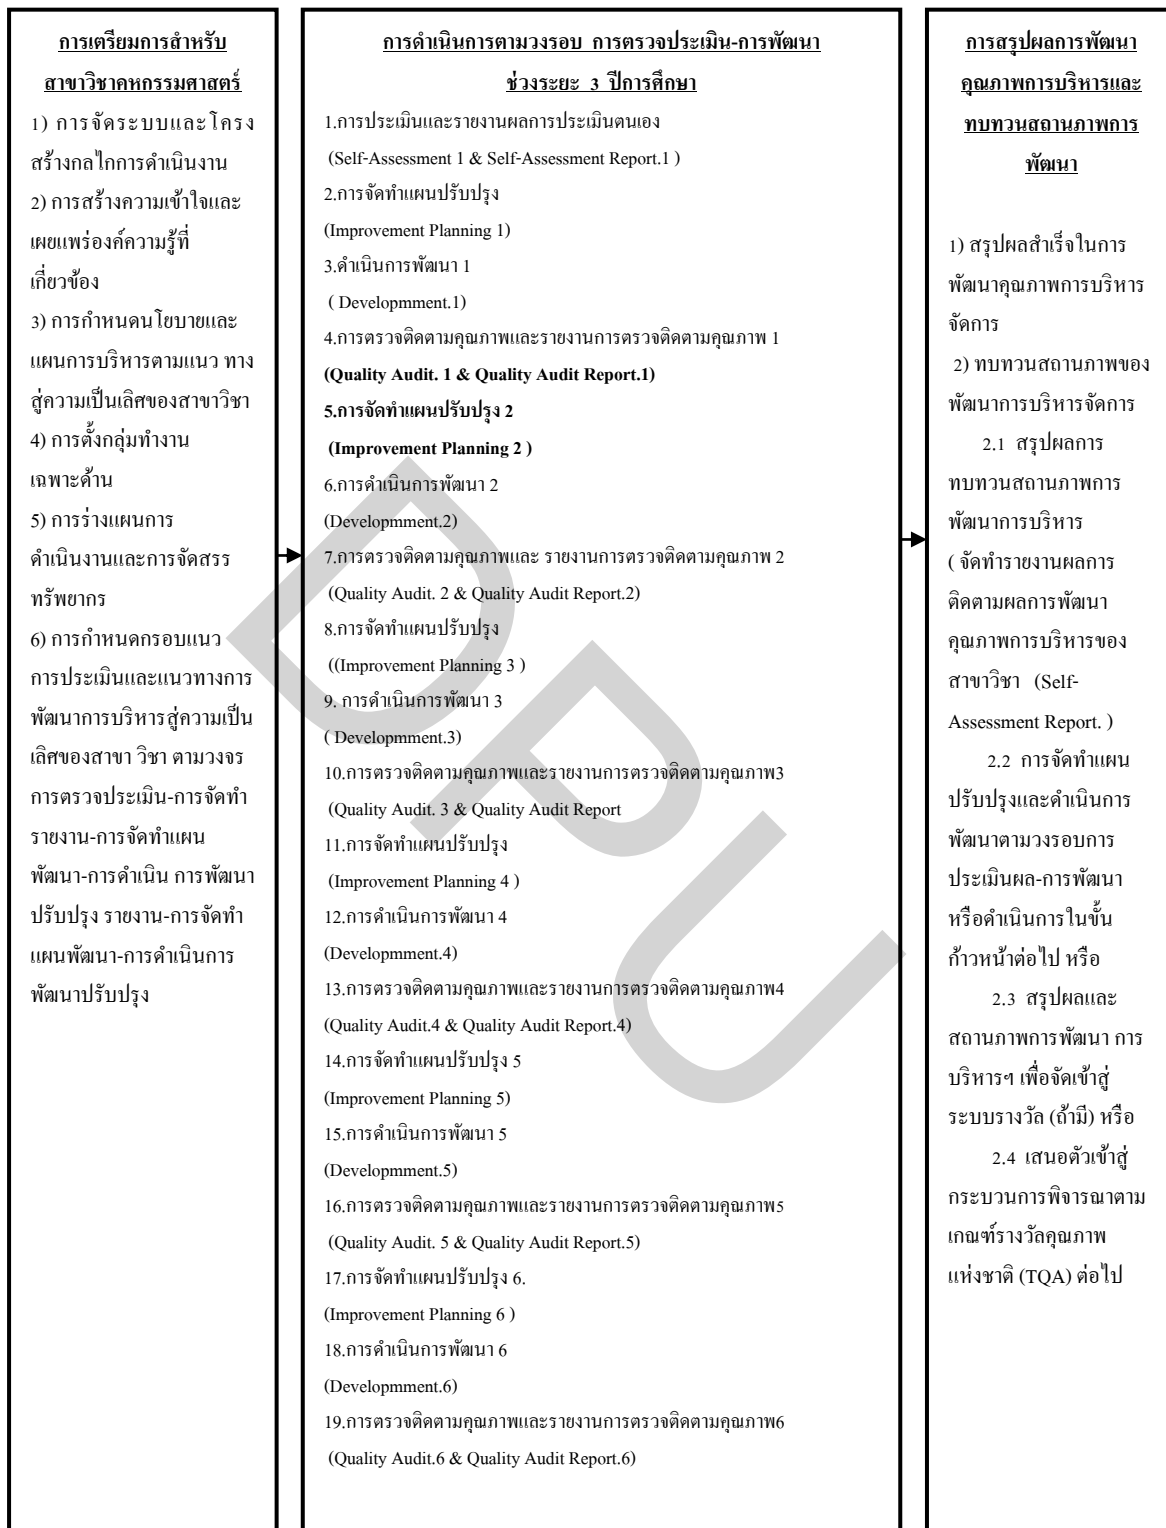 การเตรียมการสำหรับ
สาขาวิชาคหกรรมศาสตร์
1) การจัดระบบและโครง
สร้างกลไกการดำเนินงาน
2) การสร้างความเข้าใจและ
เผยแพร่องค์ความรู้ที่
เกี่ยวข้อง
3) การกำหนดนโยบายและ
แผนการบริหารตามแนว ทาง
สู่ความเป็นเลิศของสาขาวิชา
4) การตั้งกลุ่มทำงาน
เฉพาะด้าน
5) การร่างแผนการ
ดำเนินงานและการจัดสรร
ทรัพยากร
6) การกำหนดกรอบแนว
การประเมินและแนวทางการ
พัฒนาการบริหารสู่ความเป็น
เลิศของสาขา วิชา ตามวงจร
การตรวจประเมิน-การจัดทำ
รายงาน-การจัดทำแผน
พัฒนา-การดำเนิน การพัฒนา
ปรับปรุง รายงาน-การจัดทำ
แผนพัฒนา-การดำเนินการ
พัฒนาปรับปรุง
การดำเนินการตามวงรอบ การตรวจประเมิน-การพัฒนา
ช่วงระยะ 3 ปีการศึกษา
1.การประเมินและรายงานผลการประเมินตนเอง
(Self-Assessment 1 & Self-Assessment Report.1 )
2.การจัดทำแผนปรับปรุง
(Improvement Planning 1)
3.ดำเนินการพัฒนา 1
( Developmment.1)
4.การตรวจติดตามคุณภาพและรายงานการตรวจติดตามคุณภาพ 1
(Quality Audit. 1 & Quality Audit Report.1)
5.การจัดทำแผนปรับปรุง 2
(Improvement Planning 2 )
6.การดำเนินการพัฒนา 2
(Developmment.2)
7.การตรวจติดตามคุณภาพและ รายงานการตรวจติดตามคุณภาพ 2
(Quality Audit. 2 & Quality Audit Report.2)
8.การจัดทำแผนปรับปรุง
((Improvement Planning 3 )
9. การดำเนินการพัฒนา 3
( Developmment.3)
10.การตรวจติดตามคุณภาพและรายงานการตรวจติดตามคุณภาพ3
(Quality Audit. 3 & Quality Audit Report
11.การจัดทำแผนปรับปรุง
(Improvement Planning 4 )
12.การดำเนินการพัฒนา 4
(Developmment.4)
13.การตรวจติดตามคุณภาพและรายงานการตรวจติดตามคุณภาพ4
(Quality Audit.4 & Quality Audit Report.4)
14.การจัดทำแผนปรับปรุง 5
(Improvement Planning 5)
15.การดำเนินการพัฒนา 5
(Developmment.5)
16.การตรวจติดตามคุณภาพและรายงานการตรวจติดตามคุณภาพ5
(Quality Audit. 5 & Quality Audit Report.5)
17.การจัดทำแผนปรับปรุง 6.
(Improvement Planning 6 )
18.การดำเนินการพัฒนา 6
(Developmment.6)
19.การตรวจติดตามคุณภาพและรายงานการตรวจติดตามคุณภาพ6
(Quality Audit.6 & Quality Audit Report.6)
การสรุปผลการพัฒนา
คุณภาพการบริหารและ
ทบทวนสถานภาพการ
พัฒนา
1) สรุปผลสำเร็จในการ
พัฒนาคุณภาพการบริหาร
จัดการ
2) ทบทวนสถานภาพของ
พัฒนาการบริหารจัดการ
2.1 สรุปผลการ
ทบทวนสถานภาพการ
พัฒนาการบริหาร
( จัดทำรายงานผลการ
ติดตามผลการพัฒนา
คุณภาพการบริหารของ
สาขาวิชา (Self-
Assessment Report. )
2.2 การจัดทำแผน
ปรับปรุงและดำเนินการ
พัฒนาตามวงรอบการ
ประเมินผล-การพัฒนา
หรือดำเนินการในขั้น
ก้าวหน้าต่อไป หรือ
2.3 สรุปผลและ
สถานภาพการพัฒนา การ
บริหารฯ เพื่อจัดเข้าสู่
ระบบรางวัล (ถ้ามี) หรือ
2.4 เสนอตัวเข้าสู่
กระบวนการพิจารณาตาม
เกณฑ์รางวัลคุณภาพ
แห่งชาติ (TQA) ต่อไป
DPU